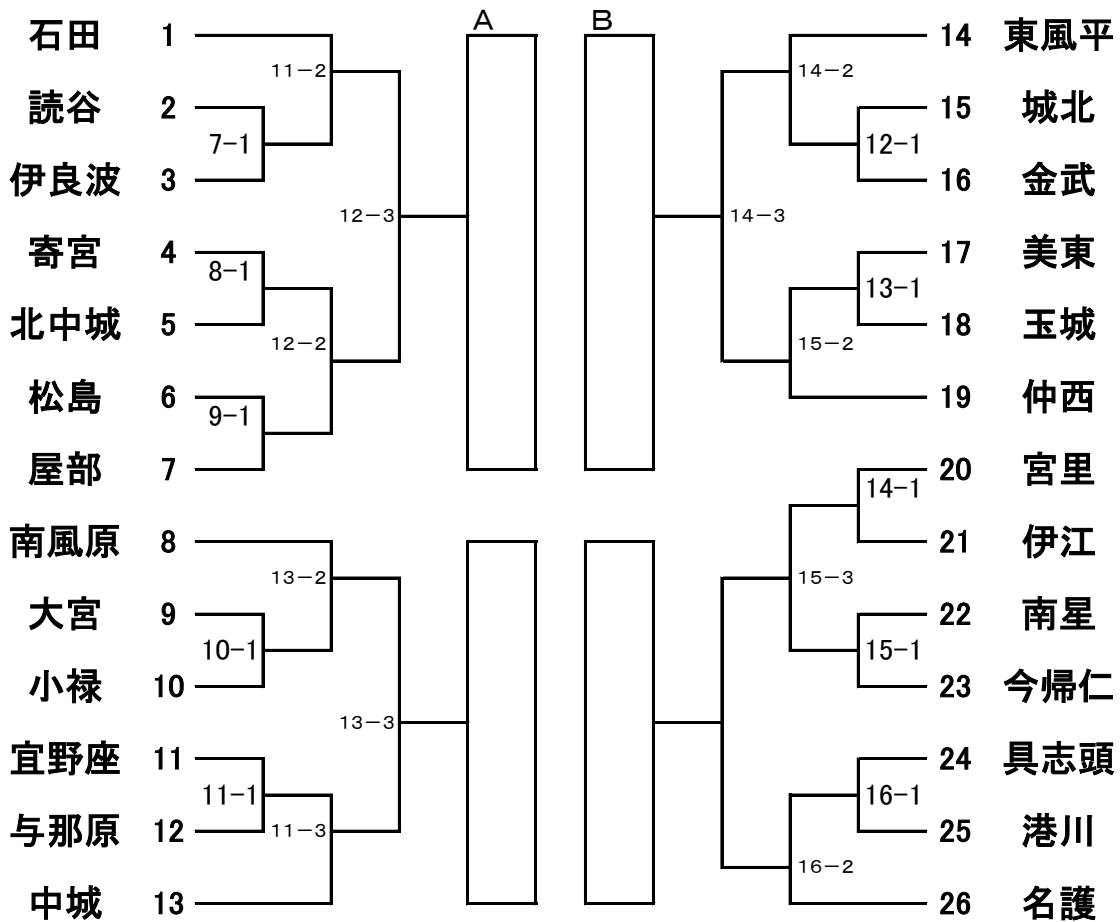 A
B
石田 1
11－2
読谷 2
7-1
伊良波 3
12－3
寄宮 4
8-1
北中城 5
12－2
松島 6
9-1
屋部 7
南風原 8
13－2
大宮 9
10-1
小禄 10
13－3
宜野座 11
11-1
与那原 12
11－3
中城 13
14 東風平
14－2
15 城北
12-1
16 金武
14－3
17 美東
13-1
18 玉城
15－2
19 仲西
20 宮里
14-1
21 伊江
15－3
22 南星
15-1
23 今帰仁
24 具志頭
16-1
25 港川
16－2
26 名護